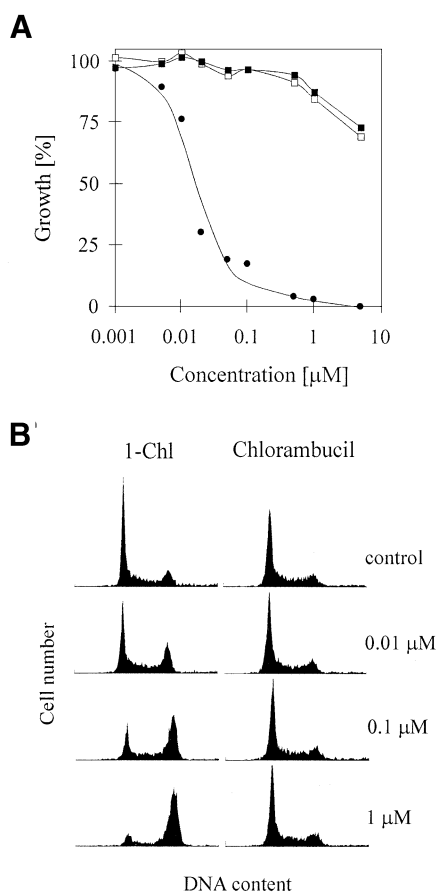 A
Growth [%]
100
75
50
25
0
0.001 0.01 0.1 1 10
Concentration [µM]
B
1-Chl Chlorambucil
control
0.01 µM
0.1 µM
1 µM
Cell number
DNA content